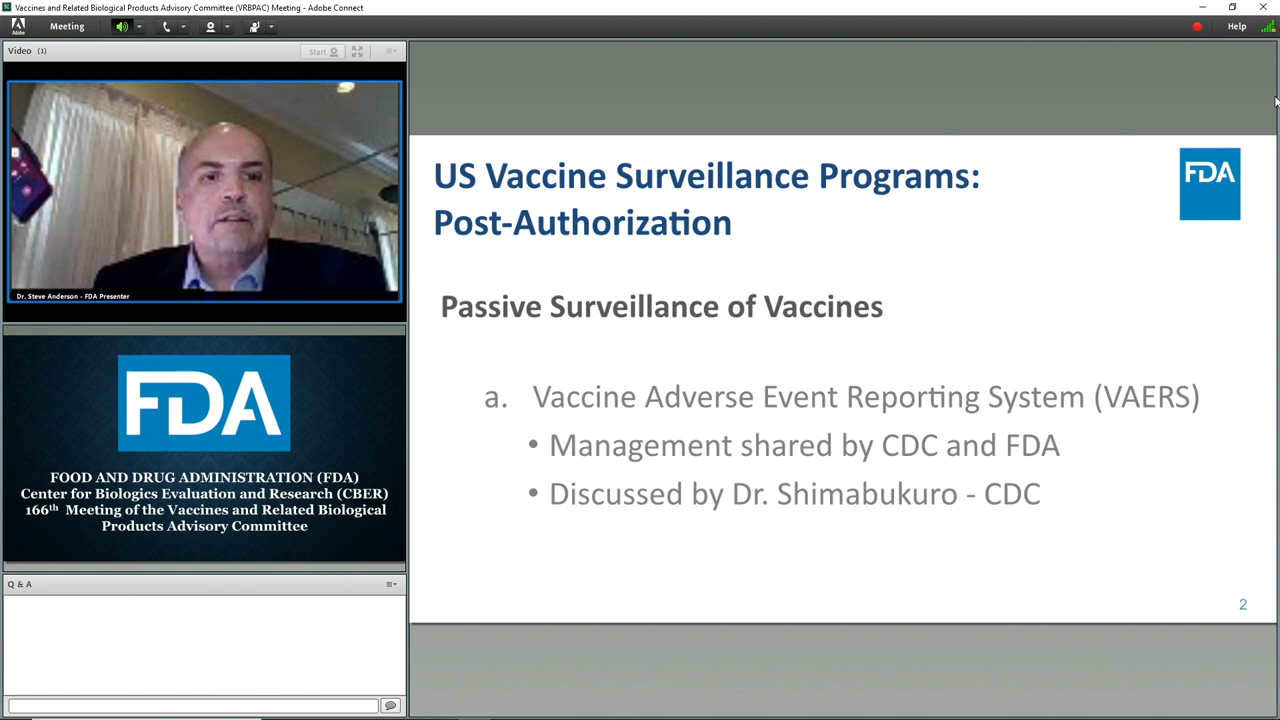 Vaccines and Related Biological Products Advisory Committee (VRBPAC) Meeting - Adobe Connect
Adobe
Meeting
Help
Video (1)
Start
Dr. Steve Anderson - FDA Presenter
FDA
FOOD AND DRUG ADMINISTRATION (FDA)
Center for Biologics Evaluation and Research (CBER)
166th Meeting of the Vaccines and Related Biological
Products Advisory Committee
Q & A
US Vaccine Surveillance Programs:
Post-Authorization
FDA
Passive Surveillance of Vaccines
a. Vaccine Adverse Event Reporting System (VAERS)
• Management shared by CDC and FDA
• Discussed by Dr. Shimabukuro - CDC
2